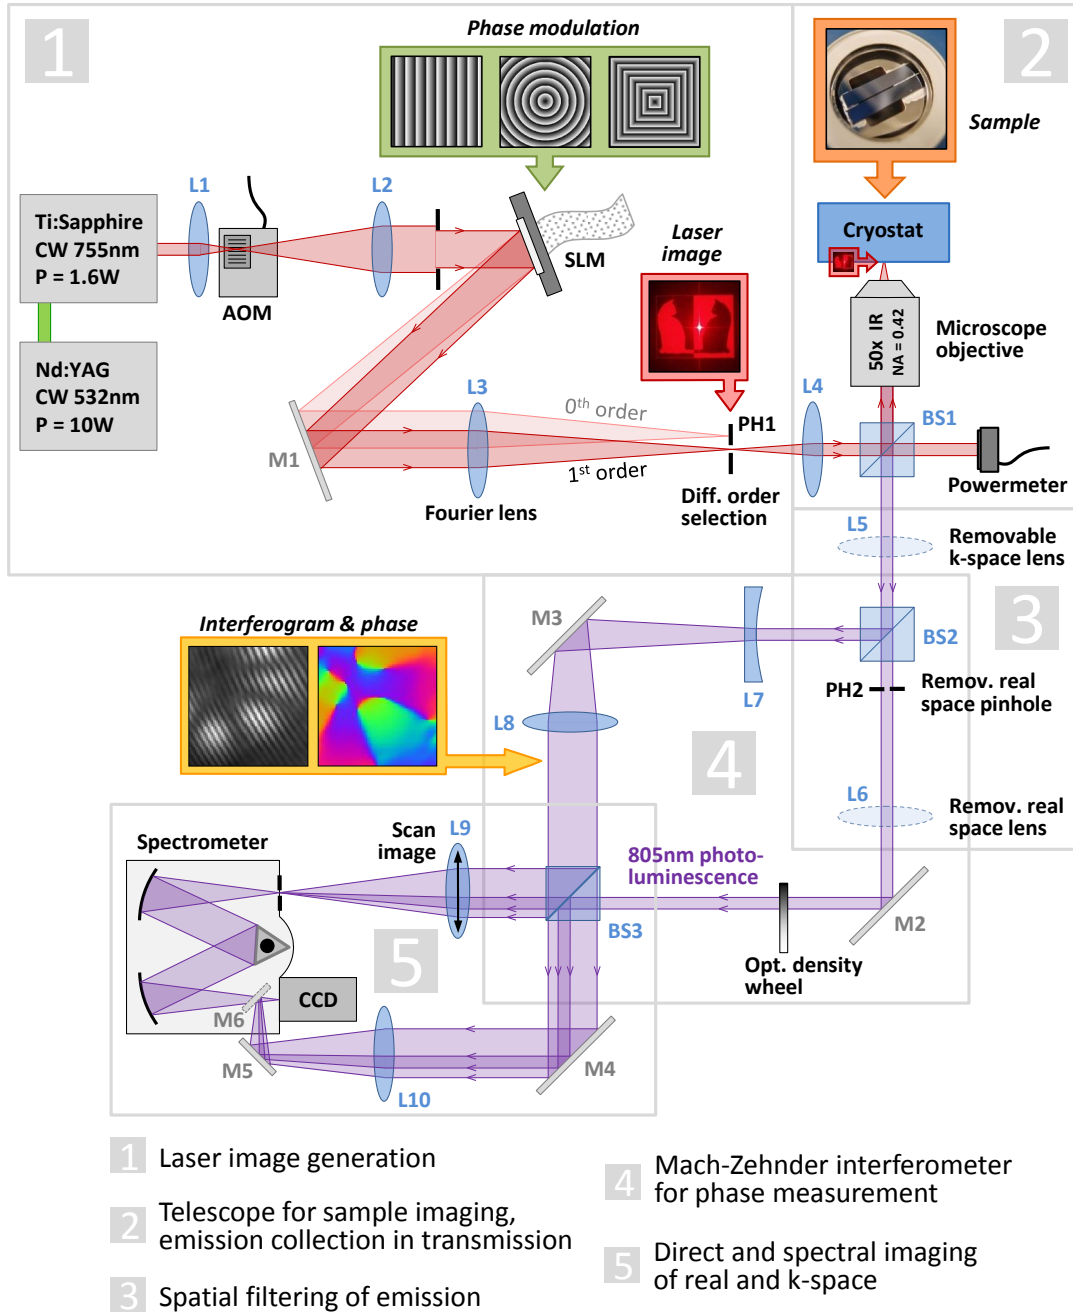 1
Phase modulation
2
Sample
L1
L2
Ti:Sapphire
CW 755nm
P = 1.6W
AOM
SLM
Laser
image
Cryostat
50x IR
NA = 0.42
Microscope
objective
Nd:YAG
CW 532nm
P = 10W
M1
L3
0th order
1st order
PH1
L4
BS1
Fourier lens
Diff. order
selection
Powermeter
L5
Removable
k-space lens
Interferogram & phase
M3
L7
BS2
3
PH2
Remov. real
space pinhole
L8
4
L6
Remov. real
space lens
Spectrometer
Scan
image
L9
805nm photo-
luminescence
BS3
M2
5
Opt. density
wheel
CCD
M6
M5
L10
M4
1 Laser image generation
2 Telescope for sample imaging,
emission collection in transmission
3 Spatial filtering of emission
4 Mach-Zehnder interferometer
for phase measurement
5 Direct and spectral imaging
of real and k-space